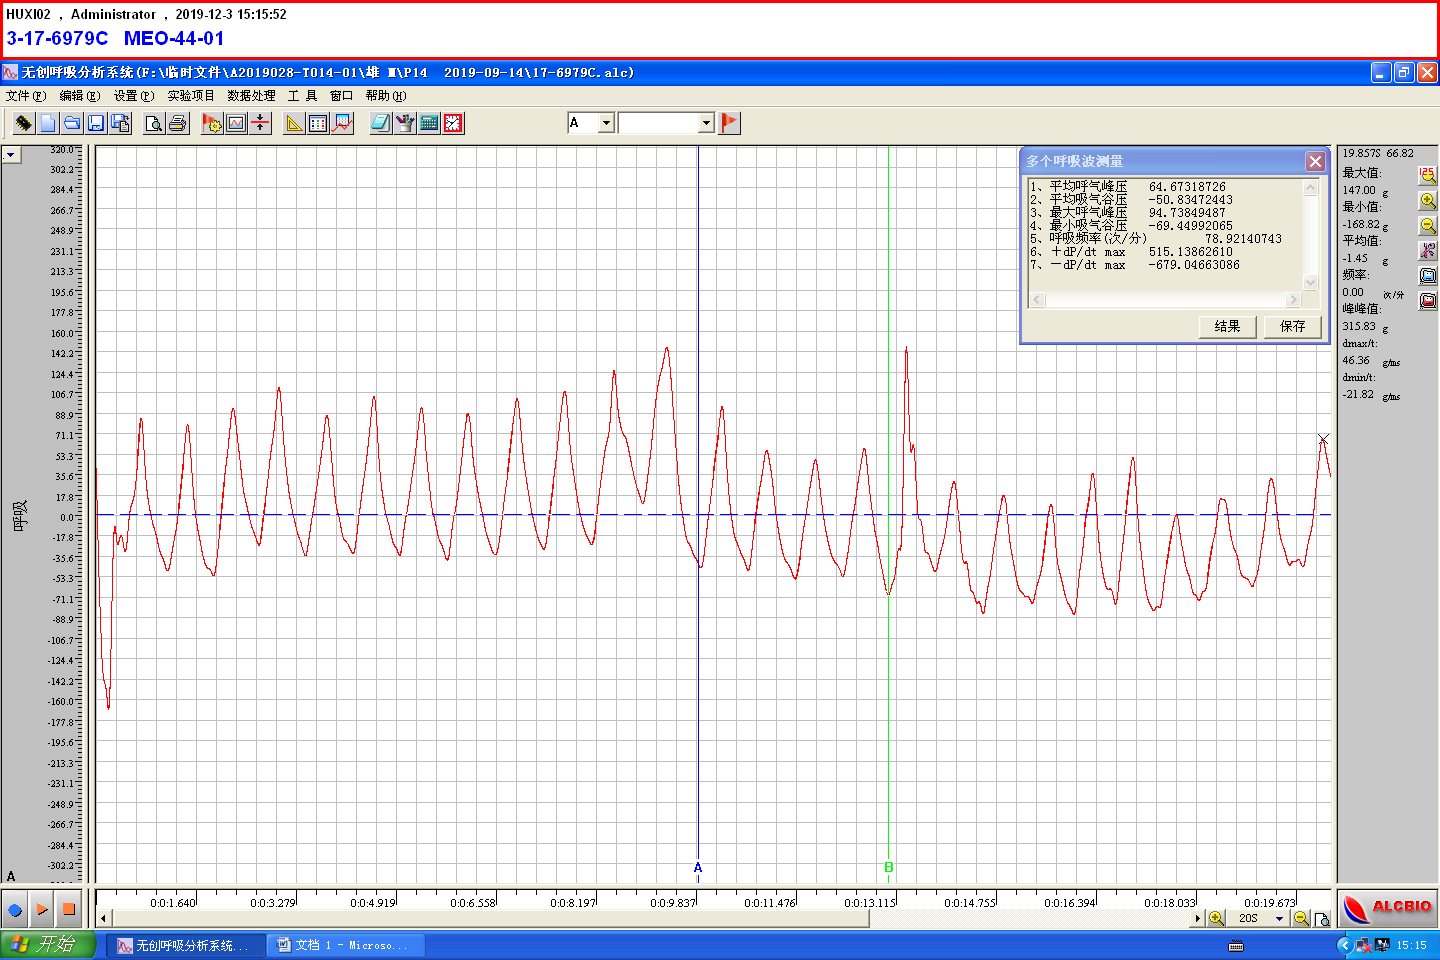 HUXI02 , Administrator , 2019-12-3 15:15:52
3-17-6979C MEO-44-01
无创呼吸分析系统(F:\临时文件\A2019028-T014-01\雄 M\P14 2019-09-14\17-6979C.alc)
文件(F) 编辑(E) 设置(P) 实验项目 数据处理 工 具 窗口 帮助(H)
A
320.0
302.2
284.4
266.7
248.9
231.1
213.3
195.6
177.8
160.0
142.2
124.4
106.7
88.9
71.1
53.3
35.6
17.8
0.0
-17.8
-35.6
-53.3
-71.1
-88.9
-106.7
-124.4
-142.2
-160.0
-177.8
-195.6
-213.3
-231.1
-248.9
-266.7
-284.4
-302.2
呼吸
A
A
B
多个呼吸波测量
1、平均呼气峰压 64.67318726
2、平均吸气谷压 -50.83472443
3、最大呼气峰压 94.73849487
4、最小吸气谷压 -69.44992065
5、呼吸频率(次/分) 78.92140743
6、＋dP/dt max 515.13862610
7、－dP/dt max -679.04663086
结果 保存
19.857S 66.82
最大值:
147.00 g
最小值:
-168.82 g
平均值:
-1.45 g
频率:
0.00 次/分
峰峰值:
315.83 g
dmax/t:
46.36 g/ms
dmin/t:
-21.82 g/ms
125
0:0:1.640 0:0:3.279 0:0:4.919 0:0:6.558 0:0:8.197 0:0:9.837 0:0:11.476 0:0:13.115 0:0:14.755 0:0:16.394 0:0:18.033 0:0:19.673
20S
ALCBIO
开始 无创呼吸分析系统... 文档 1 - Microso... 15:15